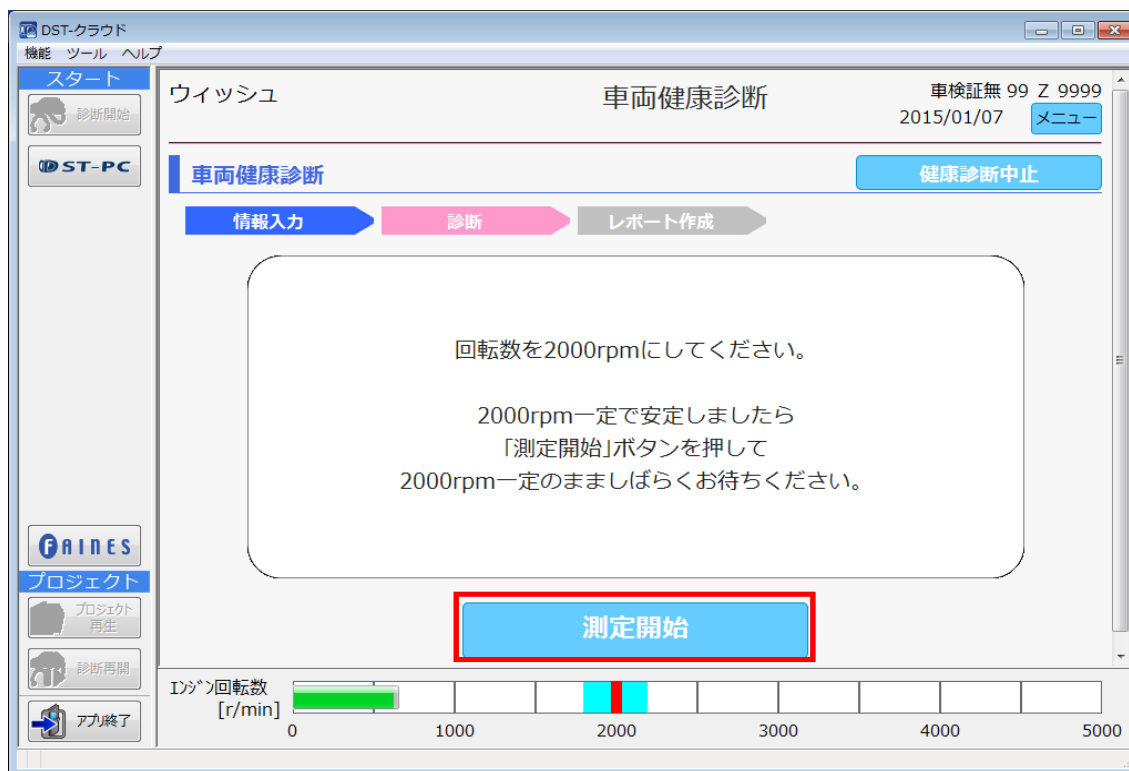 DST-クラウド
機能 ツール ヘルプ
スタート
診断開始
DST-PC
FAINES
プロジェクト
プロジェクト
再生
診断再開
アプリ終了
ウィッシュ
車両健康診断
車検証無 99 Z 9999
2015/01/07
メニュー
車両健康診断
健康診断中止
情報入力
診断
レポート作成
回転数を2000rpmにしてください。
2000rpm一定で安定しましたら
「測定開始」ボタンを押して
2000rpm一定のまましばらくお待ちください。
測定開始
エンジン回転数
[r/min]
0 1000 2000 3000 4000 5000